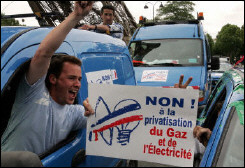 NON !
à la
privatisation
du Gaz
et de
l'Électricité